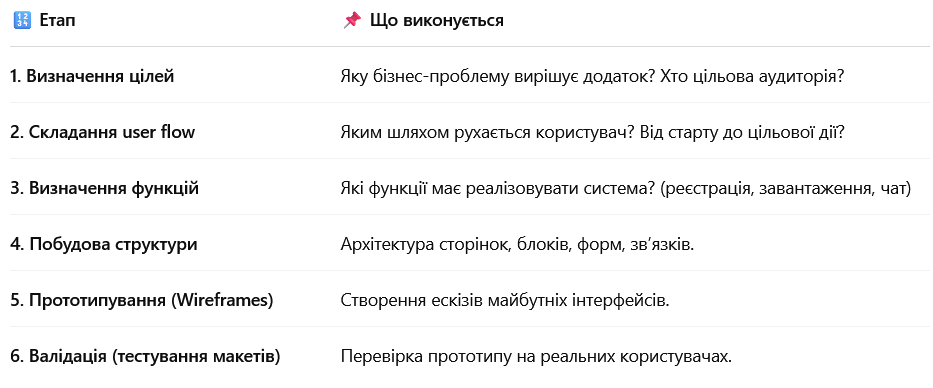 🔢 Етап 📌 Що виконується
1. Визначення цілей Яку бізнес-проблему вирішує додаток? Хто цільова аудиторія?
2. Складання user flow Яким шляхом рухається користувач? Від старту до цільової дії?
3. Визначення функцій Які функції має реалізовувати система? (реєстрація, завантаження, чат)
4. Побудова структури Архітектура сторінок, блоків, форм, зв’язків.
5. Прототипування (Wireframes) Створення ескізів майбутніх інтерфейсів.
6. Валідація (тестування макетів) Перевірка прототипу на реальних користувачах.